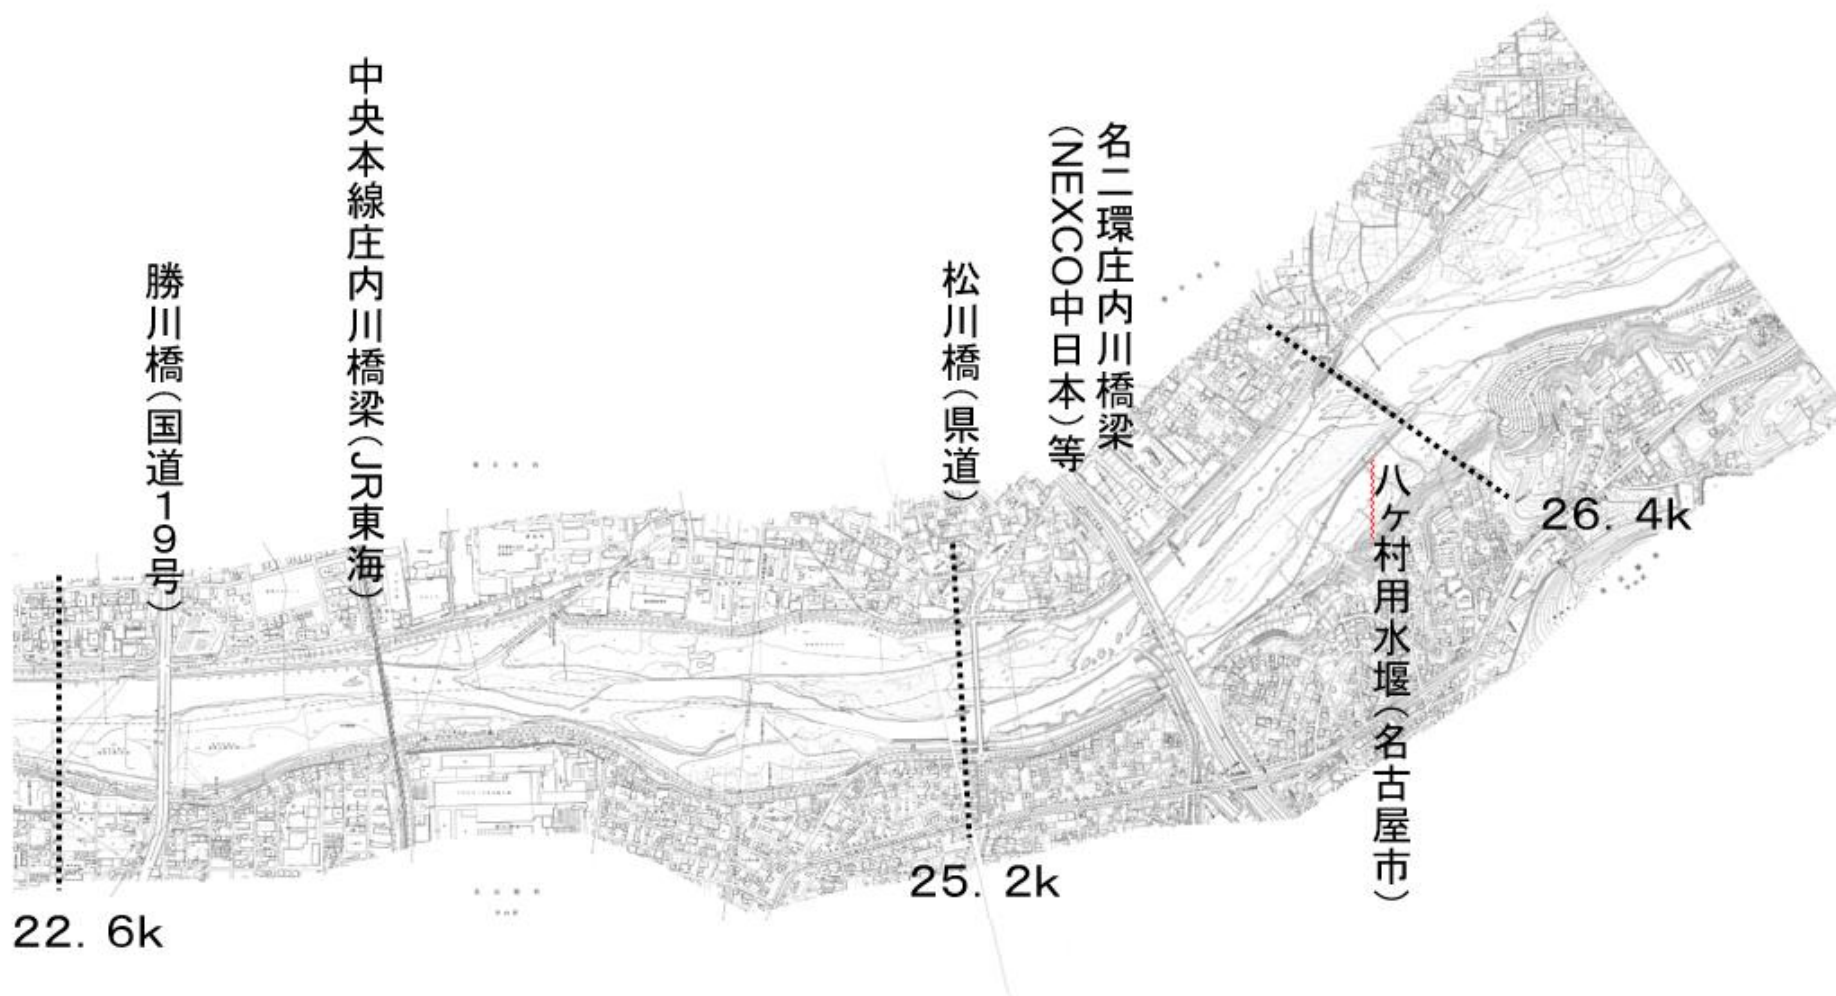 勝川橋（国道１９号）
中央本線庄内川橋梁（JR東海）
松川橋（県道）
名二環庄内川橋梁
（NEXCO中日本）等
八ケ村用水堰（名古屋市）
22．6k
25．2k
26．4k